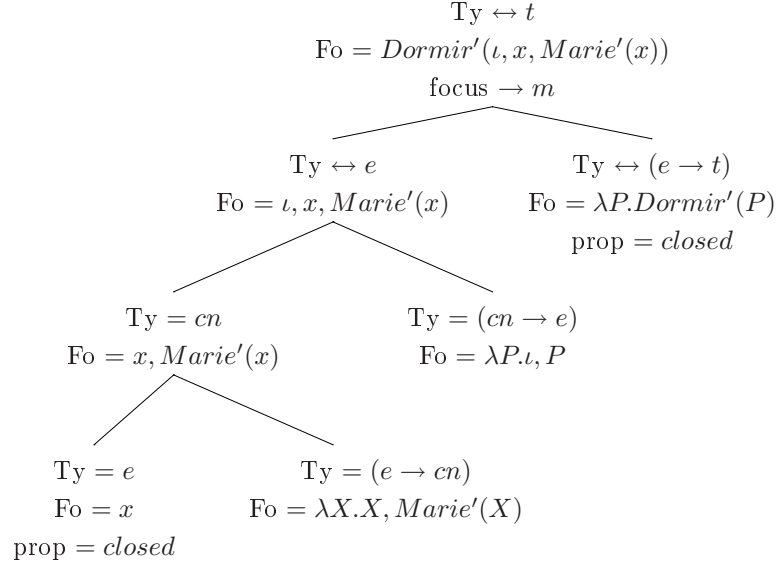 Ty ↔ t
Fo = Dormir′(ι, x, Marie′(x))
focus → m
Ty ↔ e
Ty ↔ (e → t)
Fo = ι, x, Marie′(x)
Fo = λP.Dormir′(P)
prop = closed
Ty = cn
Ty = (cn → e)
Fo = x, Marie′(x)
Fo = λP.ι, P
Ty = e
Ty = (e → cn)
Fo = x
Fo = λX.X, Marie′(X)
prop = closed